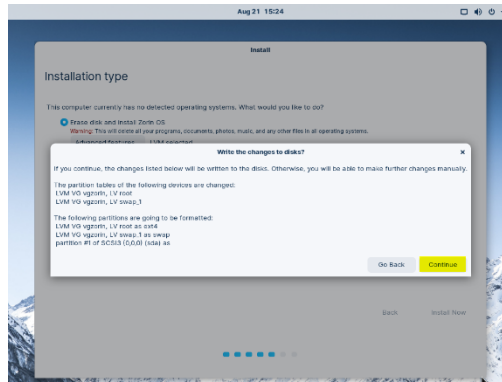 Aug 21 15:24
Install
Installation type
This computer currently has no detected operating systems. What would you like to do?
Erase disk and install Zorin OS
Warning: This will delete all your programs, documents, photos, music, and any other files in all operating systems.
Advanced features... LVM selected
Write the changes to disks?
If you continue, the changes listed below will be written to the disks. Otherwise, you will be able to make further changes manually.
The partition tables of the following devices are changed:
LVM VG vgzorin, LV root
LVM VG vgzorin, LV swap_1
The following partitions are going to be formatted:
LVM VG vgzorin, LV root as ext4
LVM VG vgzorin, LV swap_1 as swap
partition #1 of SCSI3 (0,0,0) (sda) as
Go Back
Continue
Back
Install Now